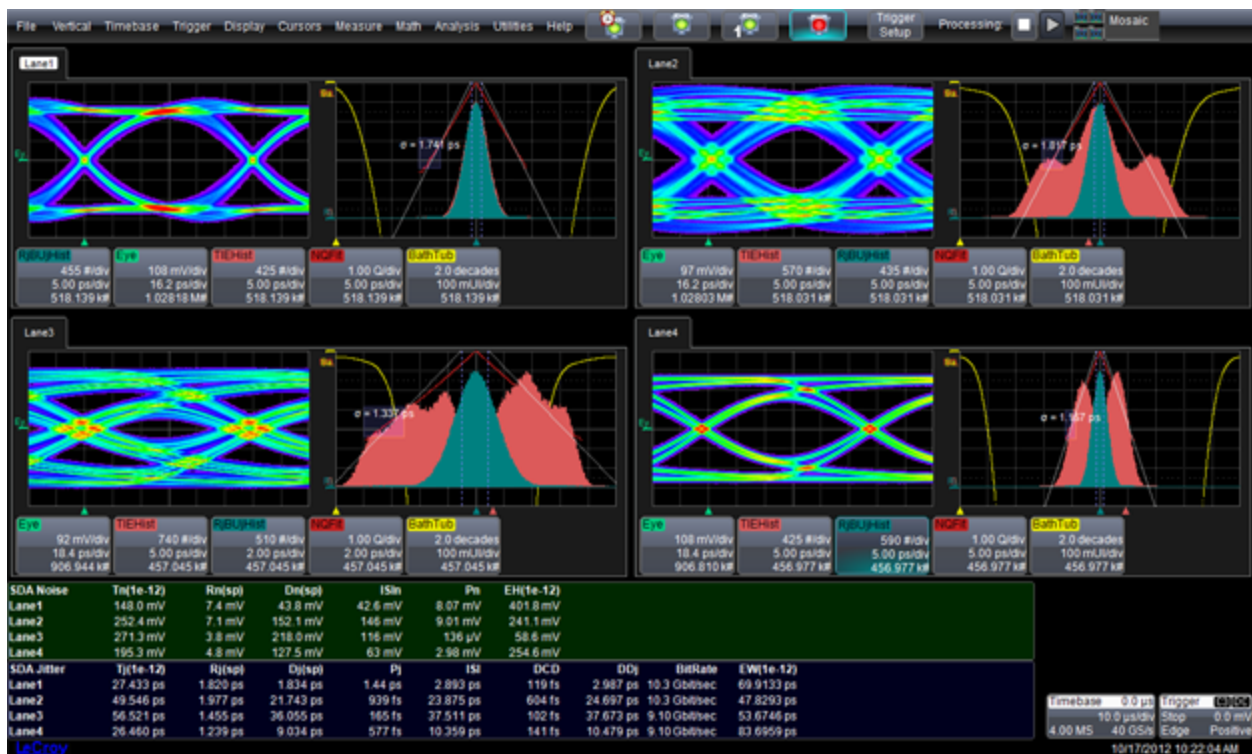 File Vertical Timebase Trigger Display Cursors Measure Math Analysis Utilities Help
1
Trigger Setup
Processing:
Mosaic
Lane1
σ = 1.741 ps
RjBUjHist
455 #/div
5.00 ps/div
518.139 k#
Eye
108 mV/div
16.2 ps/div
1.02818 M#
TIEHist
425 #/div
5.00 ps/div
518.139 k#
NQFit
1.00 Q/div
5.00 ps/div
518.139 k#
BathTub
2.0 decades
100 mUI/div
518.139 k#
Lane2
σ = 1.817 ps
Eye
97 mV/div
16.2 ps/div
1.02803 M#
TIEHist
570 #/div
5.00 ps/div
518.031 k#
RjBUjHist
435 #/div
5.00 ps/div
518.031 k#
NQFit
1.00 Q/div
5.00 ps/div
518.031 k#
BathTub
2.0 decades
100 mUI/div
518.031 k#
Lane3
σ = 1.337 ps
Eye
92 mV/div
18.4 ps/div
906.944 k#
TIEHist
740 #/div
5.00 ps/div
457.045 k#
RjBUjHist
510 #/div
2.00 ps/div
457.045 k#
NQFit
1.00 Q/div
2.00 ps/div
457.045 k#
BathTub
2.0 decades
100 mUI/div
457.045 k#
Lane4
σ = 1.167 ps
Eye
108 mV/div
18.4 ps/div
906.810 k#
TIEHist
425 #/div
5.00 ps/div
456.977 k#
RjBUjHist
590 #/div
5.00 ps/div
456.977 k#
NQFit
1.00 Q/div
5.00 ps/div
456.977 k#
BathTub
2.0 decades
100 mUI/div
456.977 k#
SDA Noise Tn(1e-12) Rn(sp) Dn(sp) ISIn Pn EH(1e-12)
Lane1 148.0 mV 7.4 mV 43.8 mV 42.6 mV 8.07 mV 401.8 mV
Lane2 252.4 mV 7.1 mV 152.1 mV 146 mV 9.01 mV 241.1 mV
Lane3 271.3 mV 3.8 mV 218.0 mV 116 mV 136 µV 58.6 mV
Lane4 195.3 mV 4.8 mV 127.5 mV 63 mV 2.98 mV 254.6 mV
SDA Jitter Tj(1e-12) Rj(sp) Dj(sp) Pj ISI DCD DDj BitRate EW(1e-12)
Lane1 27.433 ps 1.820 ps 1.834 ps 1.44 ps 2.893 ps 119 fs 2.987 ps 10.3 Gbit/sec 69.9133 ps
Lane2 49.546 ps 1.977 ps 21.743 ps 939 fs 23.875 ps 604 fs 24.697 ps 10.3 Gbit/sec 47.8293 ps
Lane3 56.521 ps 1.455 ps 36.055 ps 165 fs 37.511 ps 102 fs 37.673 ps 9.10 Gbit/sec 53.6746 ps
Lane4 26.460 ps 1.239 ps 9.034 ps 577 fs 10.359 ps 141 fs 10.479 ps 9.10 Gbit/sec 83.6959 ps
Timebase 0.0 µs
10.0 µs/div
4.00 MS 40 GS/s
Trigger
Stop 0.0 mV
Edge Positive
LeCroy
10/17/2012 10:22:04 AM